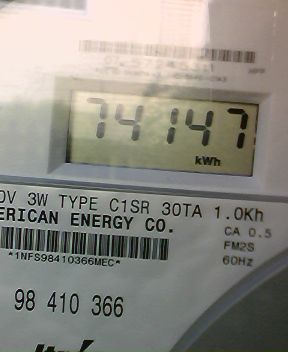 74147
kWh
0V 3W TYPE C1SR 30TA 1.0Kh
ERICAN ENERGY CO.
CA 0.5
FM2S
*1NFS98410366MEC*
60Hz
98 410 366